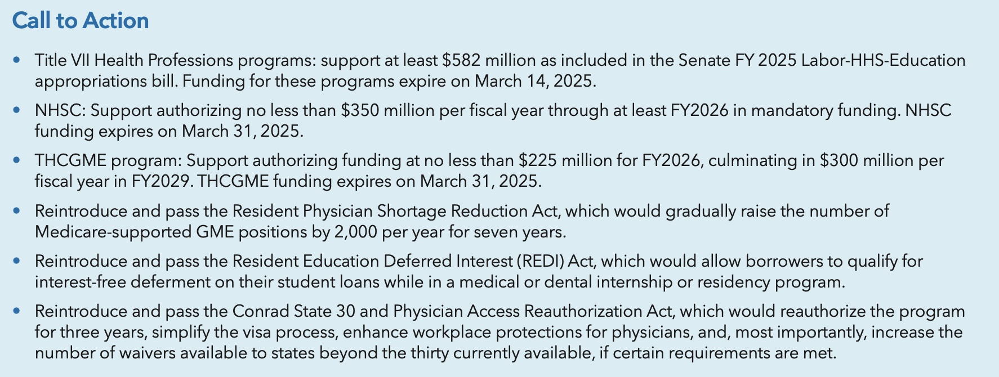 Call to Action
• Title VII Health Professions programs: support at least $582 million as included in the Senate FY 2025 Labor-HHS-Education
appropriations bill. Funding for these programs expire on March 14, 2025.
• NHSC: Support authorizing no less than $350 million per fiscal year through at least FY2026 in mandatory funding. NHSC
funding expires on March 31, 2025.
• THCGME program: Support authorizing funding at no less than $225 million for FY2026, culminating in $300 million per
fiscal year in FY2029. THCGME funding expires on March 31, 2025.
• Reintroduce and pass the Resident Physician Shortage Reduction Act, which would gradually raise the number of
Medicare-supported GME positions by 2,000 per year for seven years.
• Reintroduce and pass the Resident Education Deferred Interest (REDI) Act, which would allow borrowers to qualify for
interest-free deferment on their student loans while in a medical or dental internship or residency program.
• Reintroduce and pass the Conrad State 30 and Physician Access Reauthorization Act, which would reauthorize the program
for three years, simplify the visa process, enhance workplace protections for physicians, and, most importantly, increase the
number of waivers available to states beyond the thirty currently available, if certain requirements are met.